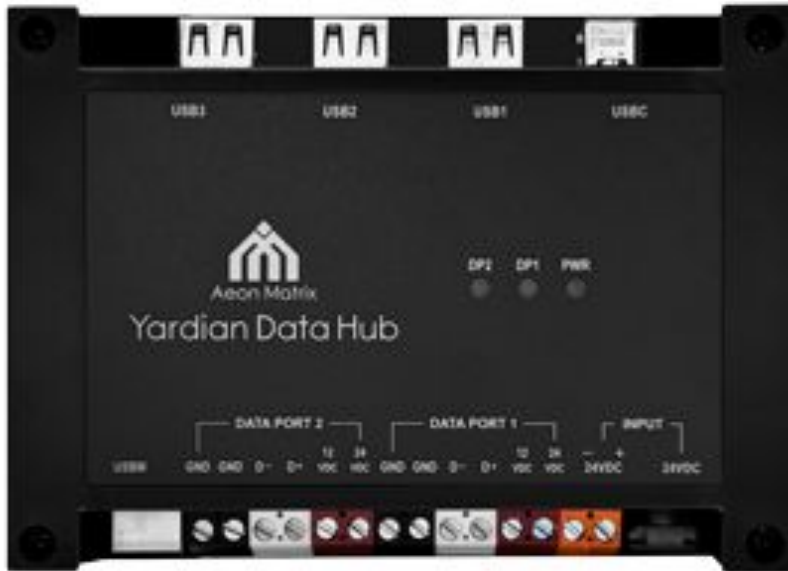 USB3 USB2 USB1 USBC
DP2 DP1 PWR
Aeon Matrix
Yardian Data Hub
DATA PORT 2 DATA PORT 1 INPUT
GND GND D- D+ 12 VDC 24 VDC GND GND D- D+ 12 VDC 24 VDC - 24VDC + 24VDC